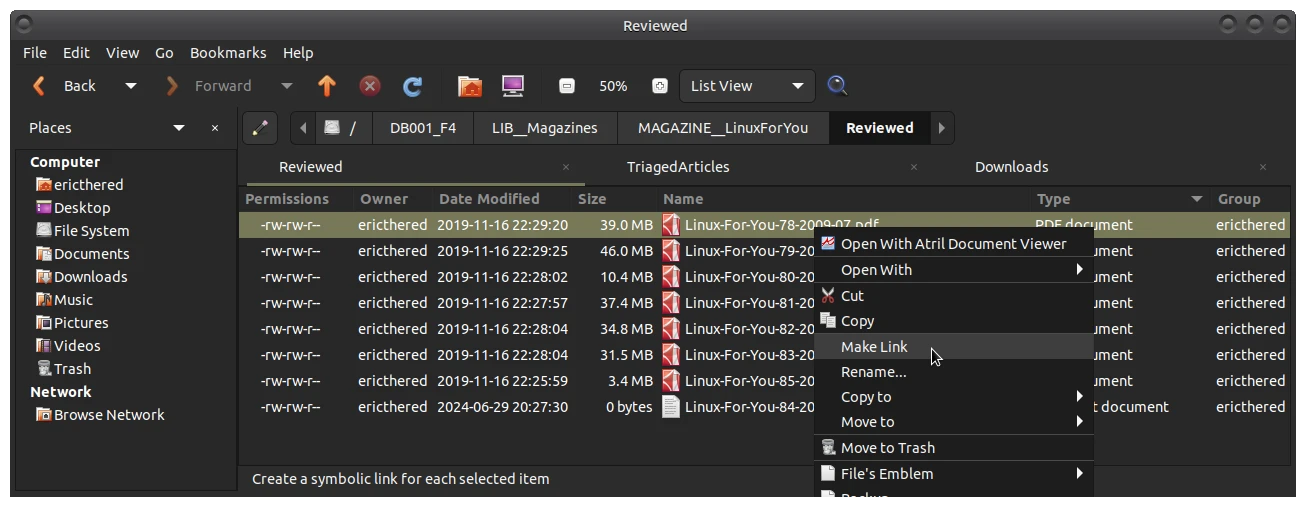 Reviewed
File Edit View Go Bookmarks Help
Back Forward 50% List View
Places × / DB001_F4 LIB__Magazines MAGAZINE__LinuxForYou Reviewed
Computer
ericthered
Desktop
File System
Documents
Downloads
Music
Pictures
Videos
Trash
Network
Browse Network
Reviewed × TriagedArticles × Downloads ×
Permissions Owner Date Modified Size Name Type Group
-rw-rw-r-- ericthered 2019-11-16 22:29:20 39.0 MB Linux-For-You-78-2009-07.pdf PDF document ericthered
-rw-rw-r-- ericthered 2019-11-16 22:29:25 46.0 MB Linux-For-You-79-20 ument ericthered
-rw-rw-r-- ericthered 2019-11-16 22:28:02 10.4 MB Linux-For-You-80-20 ument ericthered
-rw-rw-r-- ericthered 2019-11-16 22:27:57 37.4 MB Linux-For-You-81-20 ument ericthered
-rw-rw-r-- ericthered 2019-11-16 22:28:04 34.8 MB Linux-For-You-82-20 ument ericthered
-rw-rw-r-- ericthered 2019-11-16 22:28:04 31.5 MB Linux-For-You-83-20 ument ericthered
-rw-rw-r-- ericthered 2019-11-16 22:25:59 3.4 MB Linux-For-You-85-20 ument ericthered
-rw-rw-r-- ericthered 2024-06-29 20:27:30 0 bytes Linux-For-You-84-20 t document ericthered
Open With Atril Document Viewer
Open With
Cut
Copy
Make Link
Rename...
Copy to
Move to
Move to Trash
File's Emblem
Create a symbolic link for each selected item